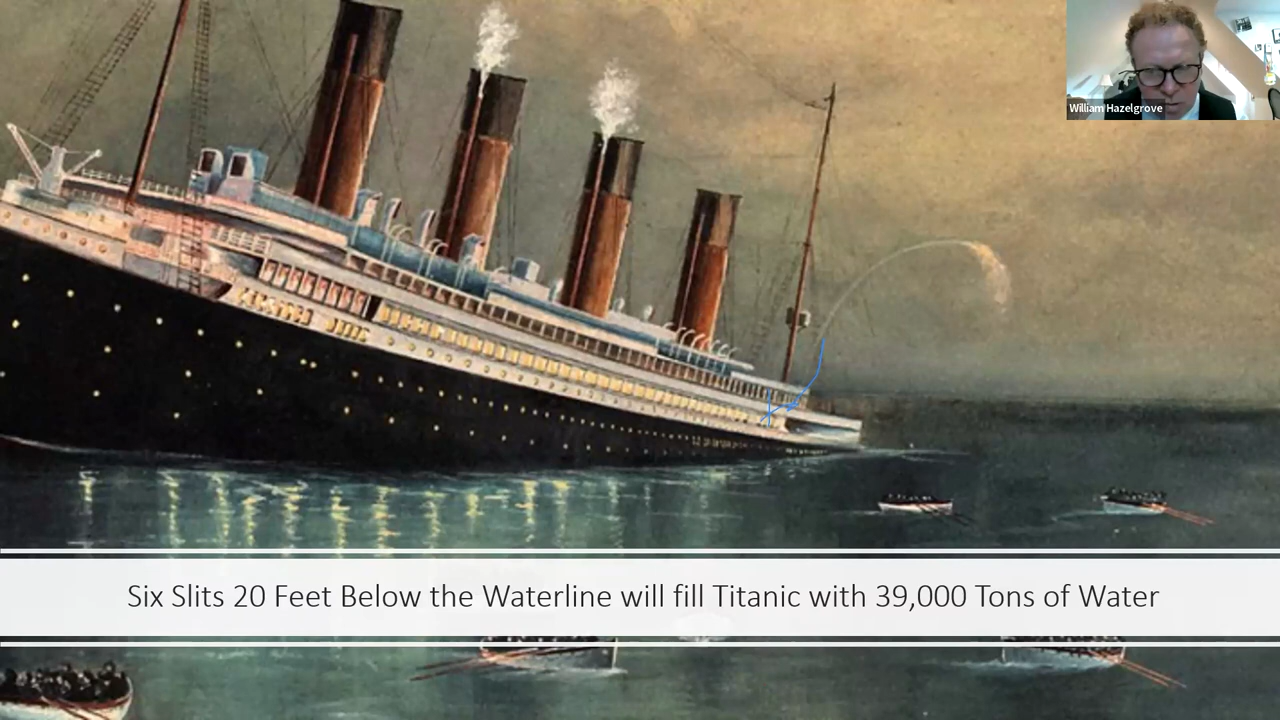 William Hazelgrove
Six Slits 20 Feet Below the Waterline will fill Titanic with 39,000 Tons of Water